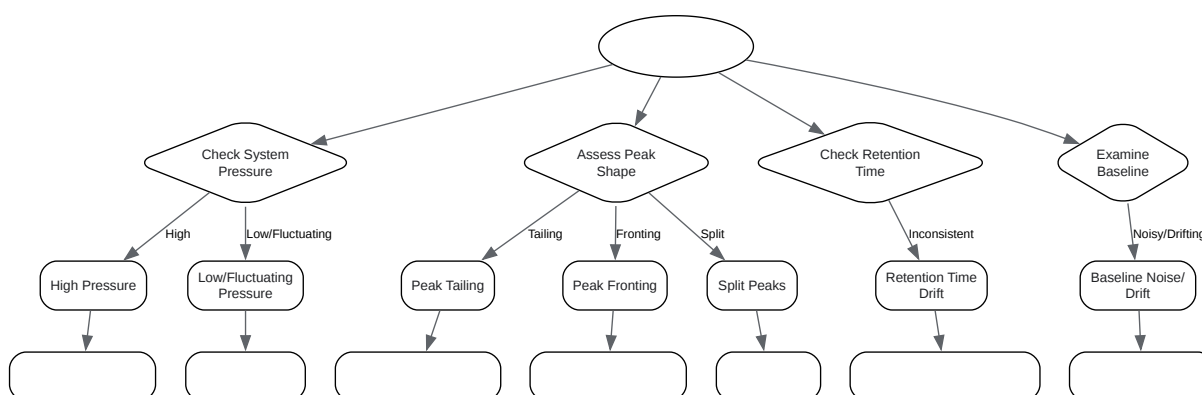 Check System
Pressure
Assess Peak
Shape
Check Retention
Time
Examine
Baseline
High
Low/Fluctuating
Tailing
Fronting
Split
Inconsistent
Noisy/Drifting
High Pressure
Low/Fluctuating
Pressure
Peak Tailing
Peak Fronting
Split Peaks
Retention Time
Drift
Baseline Noise/
Drift